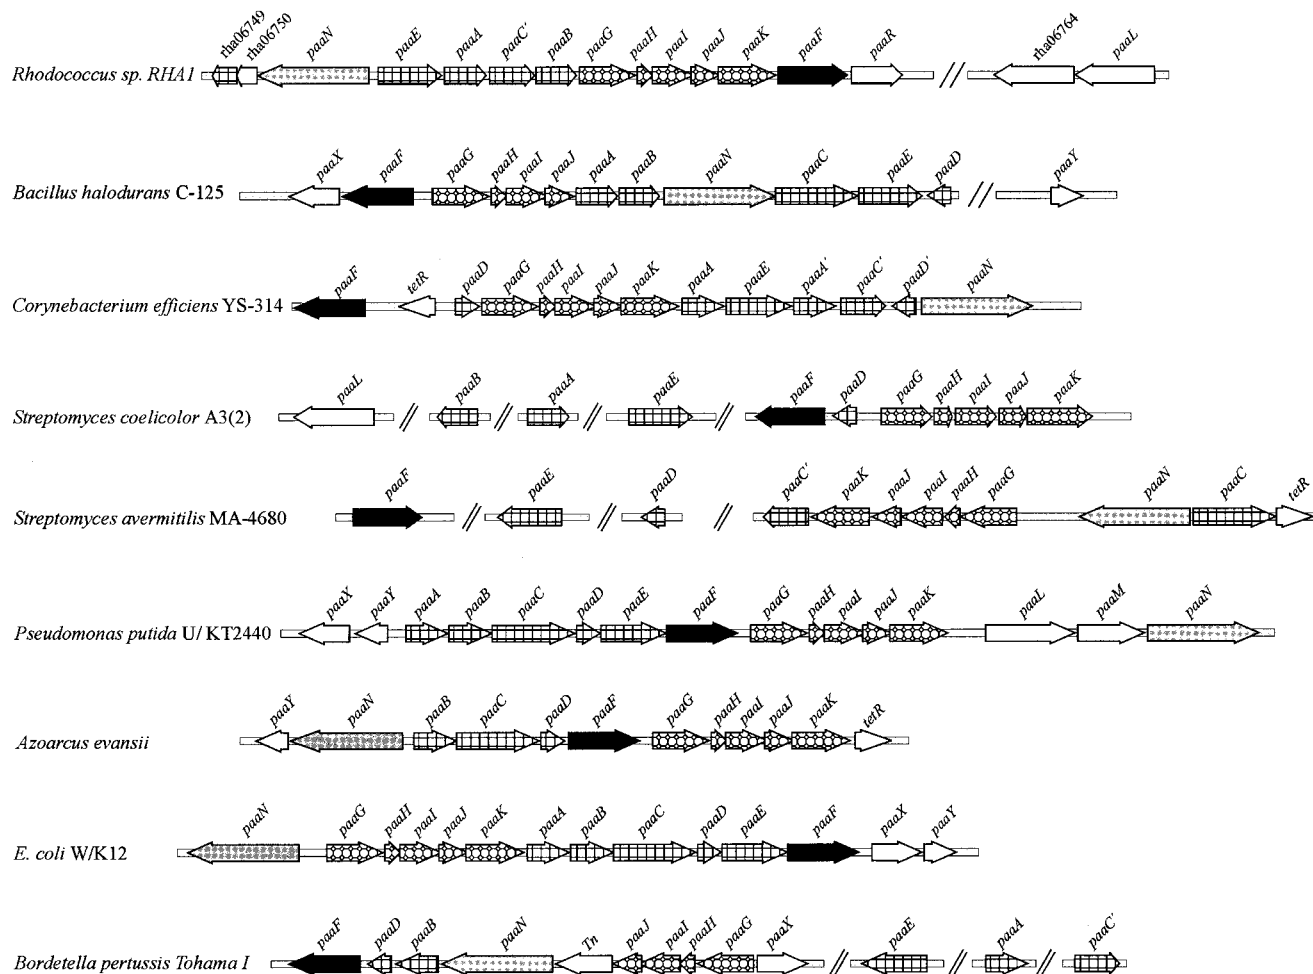 rha06749 rha06750 paaN paaE paaA paaC' paaB paaG paaH paaI paaJ paaK paaF paaR rha06764 paaL
Rhodococcus sp. RHA1
paaX paaF paaG paaH paaI paaJ paaA paaB paaN paaC paaE paaD paaY
Bacillus halodurans C-125
paaF tetR paaD paaG paaH paaI paaJ paaK paaA paaE paaA' paaC' paaD' paaN
Corynebacterium efficiens YS-314
paaL paaB paaA paaE paaF paaD paaG paaH paaI paaJ paaK
Streptomyces coelicolor A3(2)
paaF paaE paaD paaC' paaK paaJ paaI paaH paaG paaN paaC tetR
Streptomyces avermitilis MA-4680
paaX paaY paaA paaB paaC paaD paaE paaF paaG paaH paaI paaJ paaK paaL paaM paaN
Pseudomonas putida U/ KT2440
paaY paaN paaB paaC paaD paaF paaG paaH paaI paaJ paaK tetR
Azoarcus evansii
paaN paaG paaH paaI paaJ paaK paaA paaB paaC paaD paaE paaF paaX paaY
E. coli W/K12
paaF paaD paaB paaN Tn paaJ paaI paaH paaG paaX paaE paaA paaC'
Bordetella pertussis Tohama I